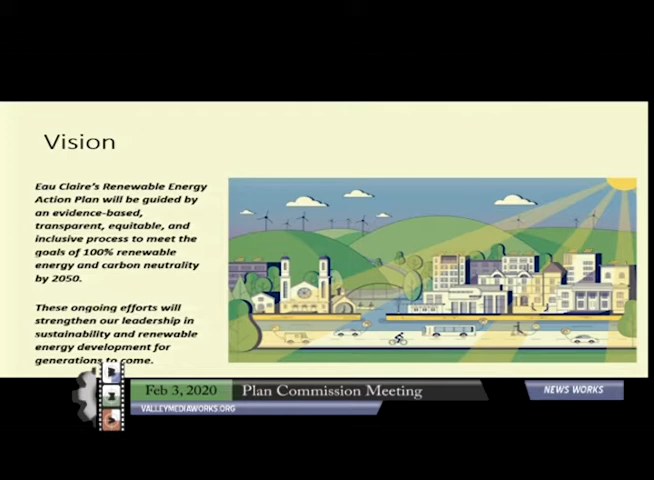 Vision
Eau Claire's Renewable Energy
Action Plan will be guided by
an evidence-based,
transparent, equitable, and
inclusive process to meet the
goals of 100% renewable
energy and carbon neutrality
by 2050.
These ongoing efforts will
strengthen our leadership in
sustainability and renewable
energy development for
generations to come.
Feb 3, 2020
Plan Commission Meeting
NEWS WORKS
VALLEYMEDIAWORKS.ORG